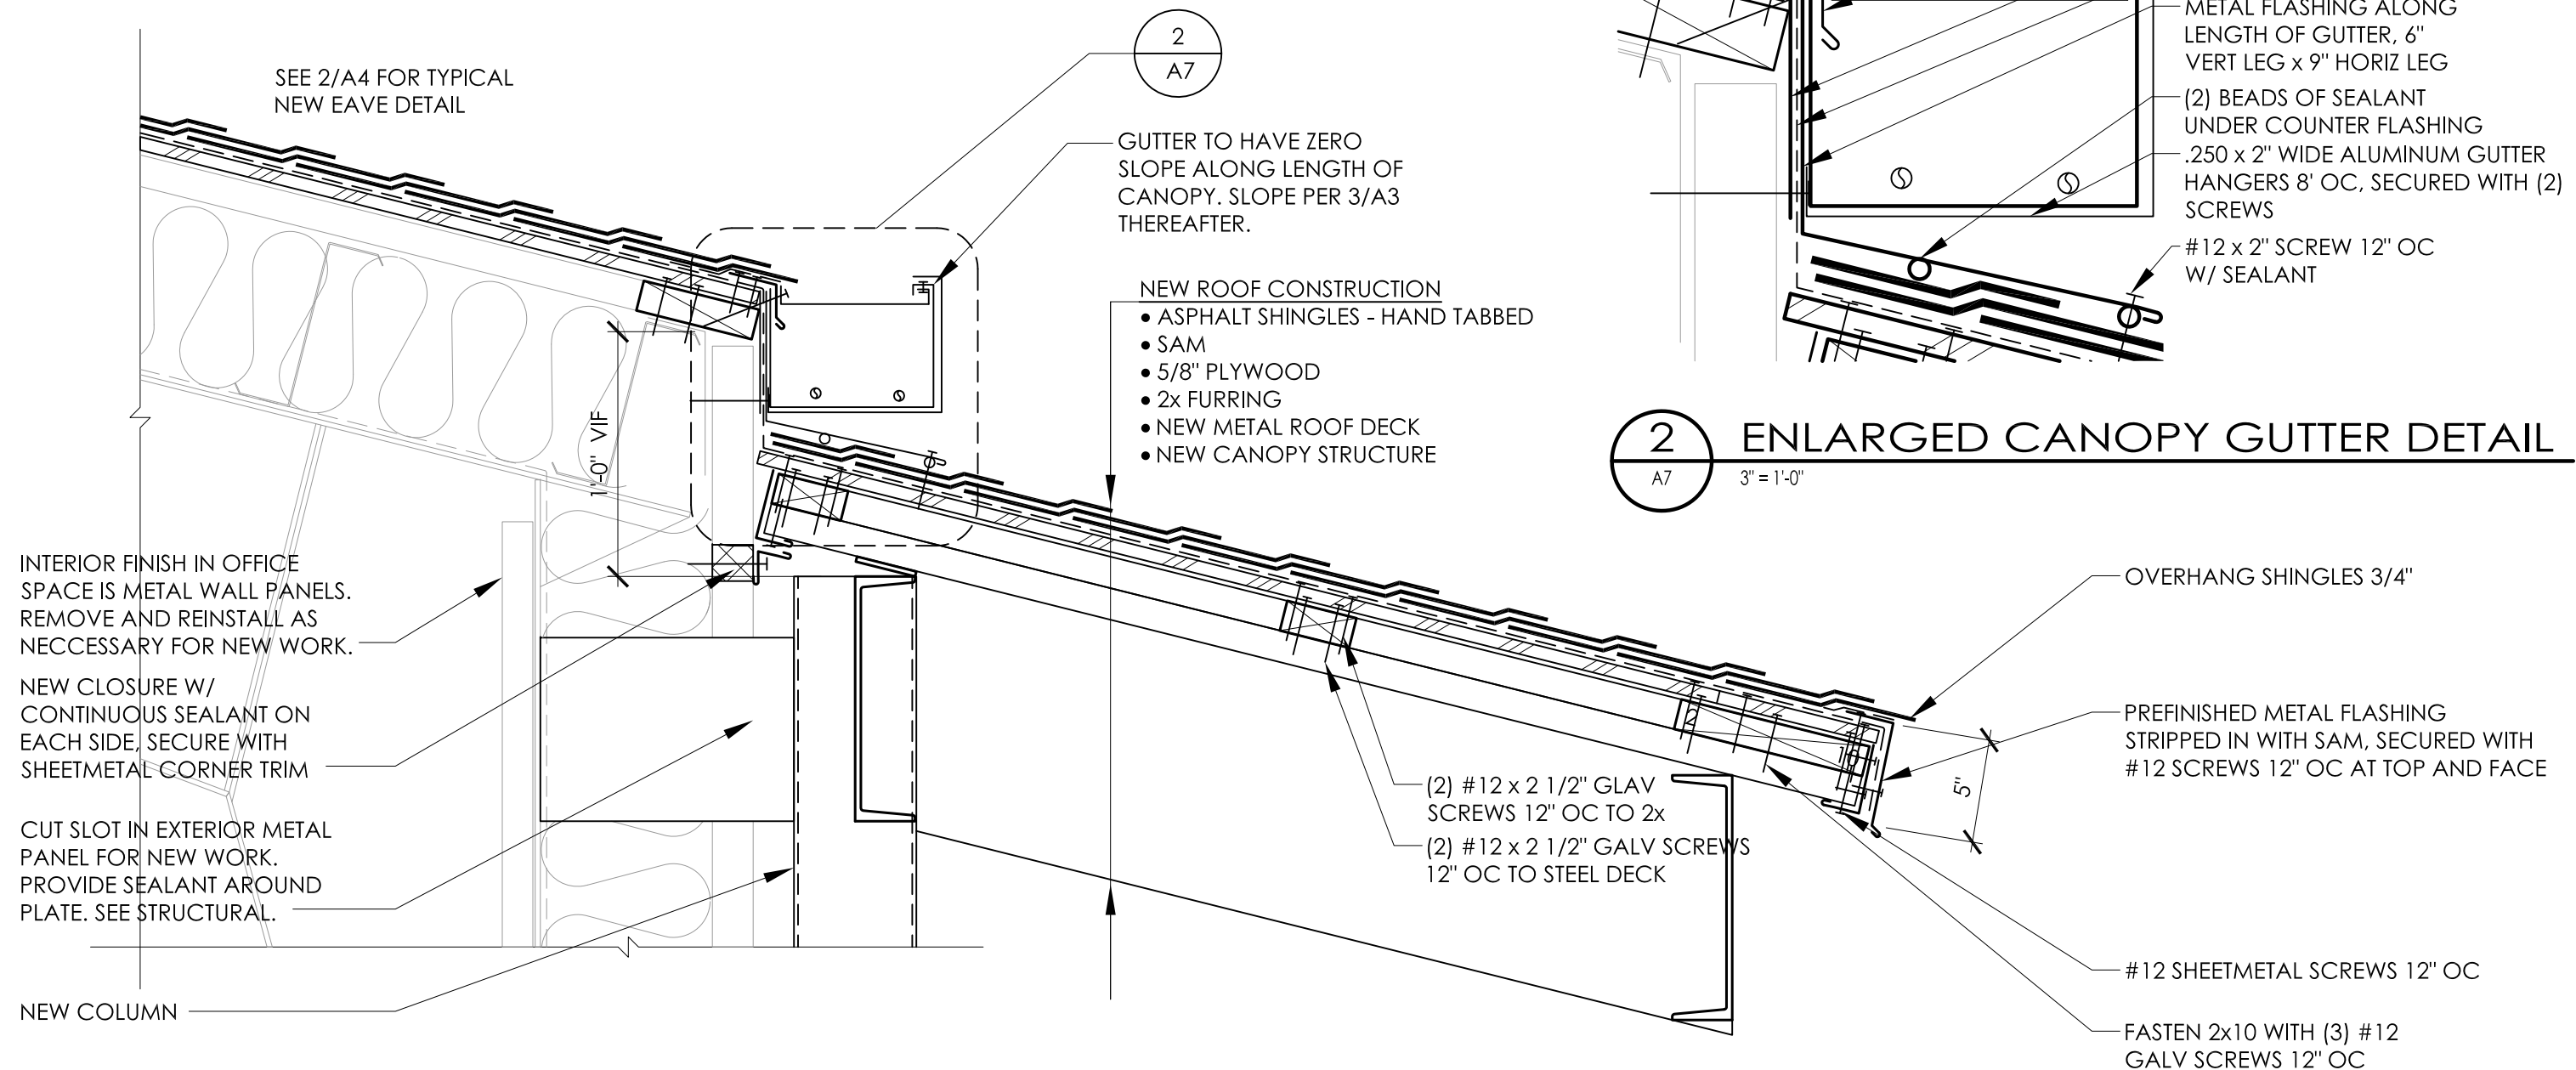 SEE 2/A4 FOR TYPICAL
NEW EAVE DETAIL
2
A7
GUTTER TO HAVE ZERO
SLOPE ALONG LENGTH OF
CANOPY. SLOPE PER 3/A3
THEREAFTER.
NEW ROOF CONSTRUCTION
• ASPHALT SHINGLES - HAND TABBED
• SAM
• 5/8" PLYWOOD
• 2x FURRING
• NEW METAL ROOF DECK
• NEW CANOPY STRUCTURE
METAL FLASHING ALONG
LENGTH OF GUTTER, 6"
VERT LEG x 9" HORIZ LEG
(2) BEADS OF SEALANT
UNDER COUNTER FLASHING
.250 x 2" WIDE ALUMINUM GUTTER
HANGERS 8' OC, SECURED WITH (2)
SCREWS
#12 x 2" SCREW 12" OC
W/ SEALANT
2
A7
ENLARGED CANOPY GUTTER DETAIL
3" = 1'-0"
1'-0" VIF
INTERIOR FINISH IN OFFICE
SPACE IS METAL WALL PANELS.
REMOVE AND REINSTALL AS
NECCESSARY FOR NEW WORK.
NEW CLOSURE W/
CONTINUOUS SEALANT ON
EACH SIDE, SECURE WITH
SHEETMETAL CORNER TRIM
CUT SLOT IN EXTERIOR METAL
PANEL FOR NEW WORK.
PROVIDE SEALANT AROUND
PLATE. SEE STRUCTURAL.
NEW COLUMN
(2) #12 x 2 1/2" GLAV
SCREWS 12" OC TO 2x
(2) #12 x 2 1/2" GALV SCREWS
12" OC TO STEEL DECK
2
10
5"
OVERHANG SHINGLES 3/4"
PREFINISHED METAL FLASHING
STRIPPED IN WITH SAM, SECURED WITH
#12 SCREWS 12" OC AT TOP AND FACE
#12 SHEETMETAL SCREWS 12" OC
FASTEN 2x10 WITH (3) #12
GALV SCREWS 12" OC